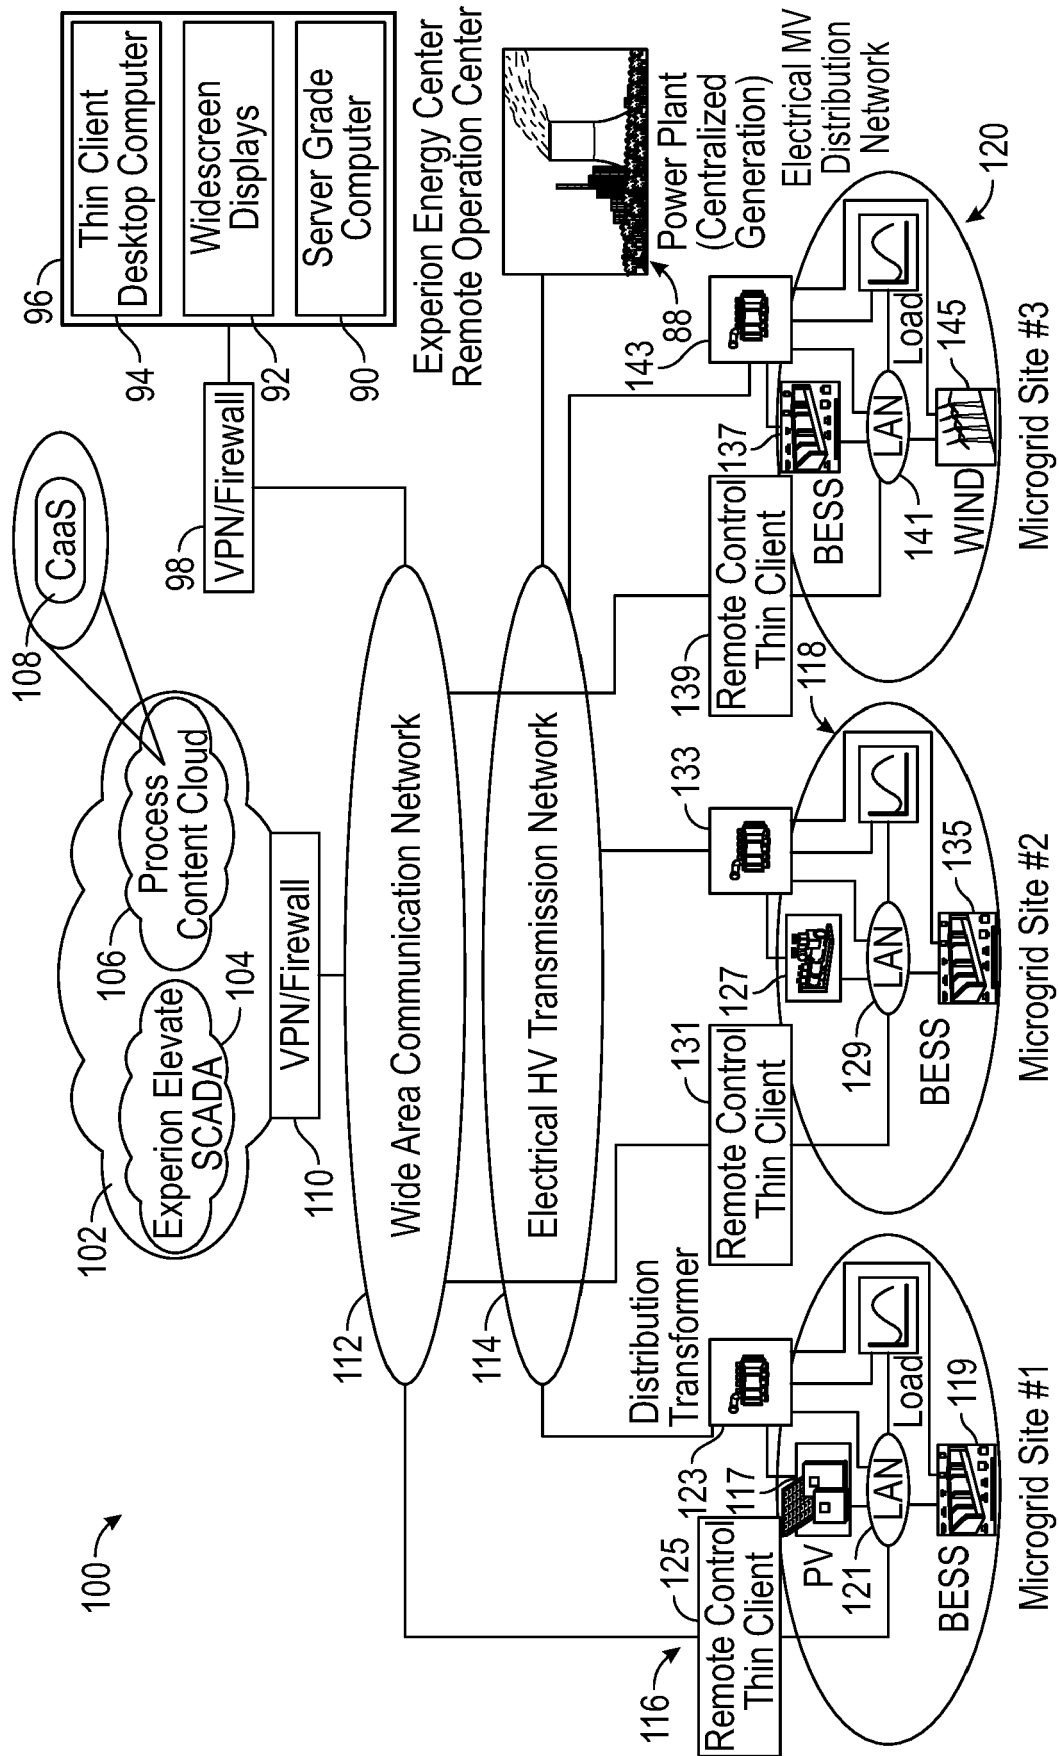 100
102
Experion Elevate
SCADA
104
106
Process
Content Cloud
108
CaaS
110
VPN/Firewall
98
VPN/Firewall
96
Thin Client
Desktop Computer
94
Widescreen
Displays
92
Server Grade
Computer
90
Experion Energy Center
Remote Operation Center
112
Wide Area Communication Network
114
Electrical HV Transmission Network
88
Power Plant
(Centralized
Generation)
Electrical MV
Distribution
Network
116
125
Remote Control
Thin Client
Distribution
Transformer
123
117
PV
121
LAN
Load
BESS
119
Microgrid Site #1
118
131
Remote Control
Thin Client
133
127
129
LAN
BESS
135
Microgrid Site #2
120
139
Remote Control
Thin Client
143
137
BESS
141
LAN
Load
WIND
145
Microgrid Site #3